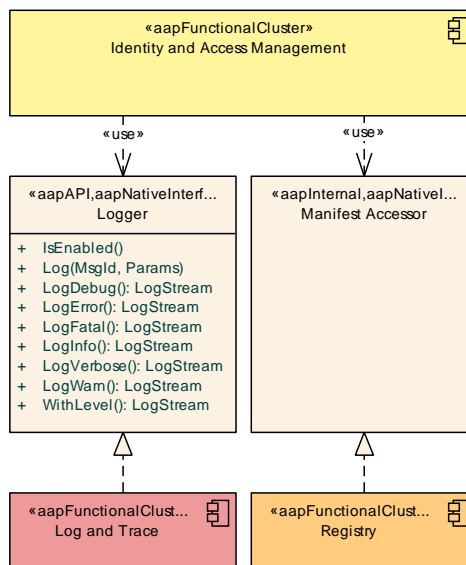 «aapFunctionalCluster»
Identity and Access Management
«use»
«use»
«aapAPI,aapNativeInterf...
Logger
+ IsEnabled()
+ Log(MsgId, Params)
+ LogDebug(): LogStream
+ LogError(): LogStream
+ LogFatal(): LogStream
+ LogInfo(): LogStream
+ LogVerbose(): LogStream
+ LogWarn(): LogStream
+ WithLevel(): LogStream
«aapInternal,aapNativeI...
Manifest Accessor
«aapFunctionalClust...
Log and Trace
«aapFunctionalClust...
Registry